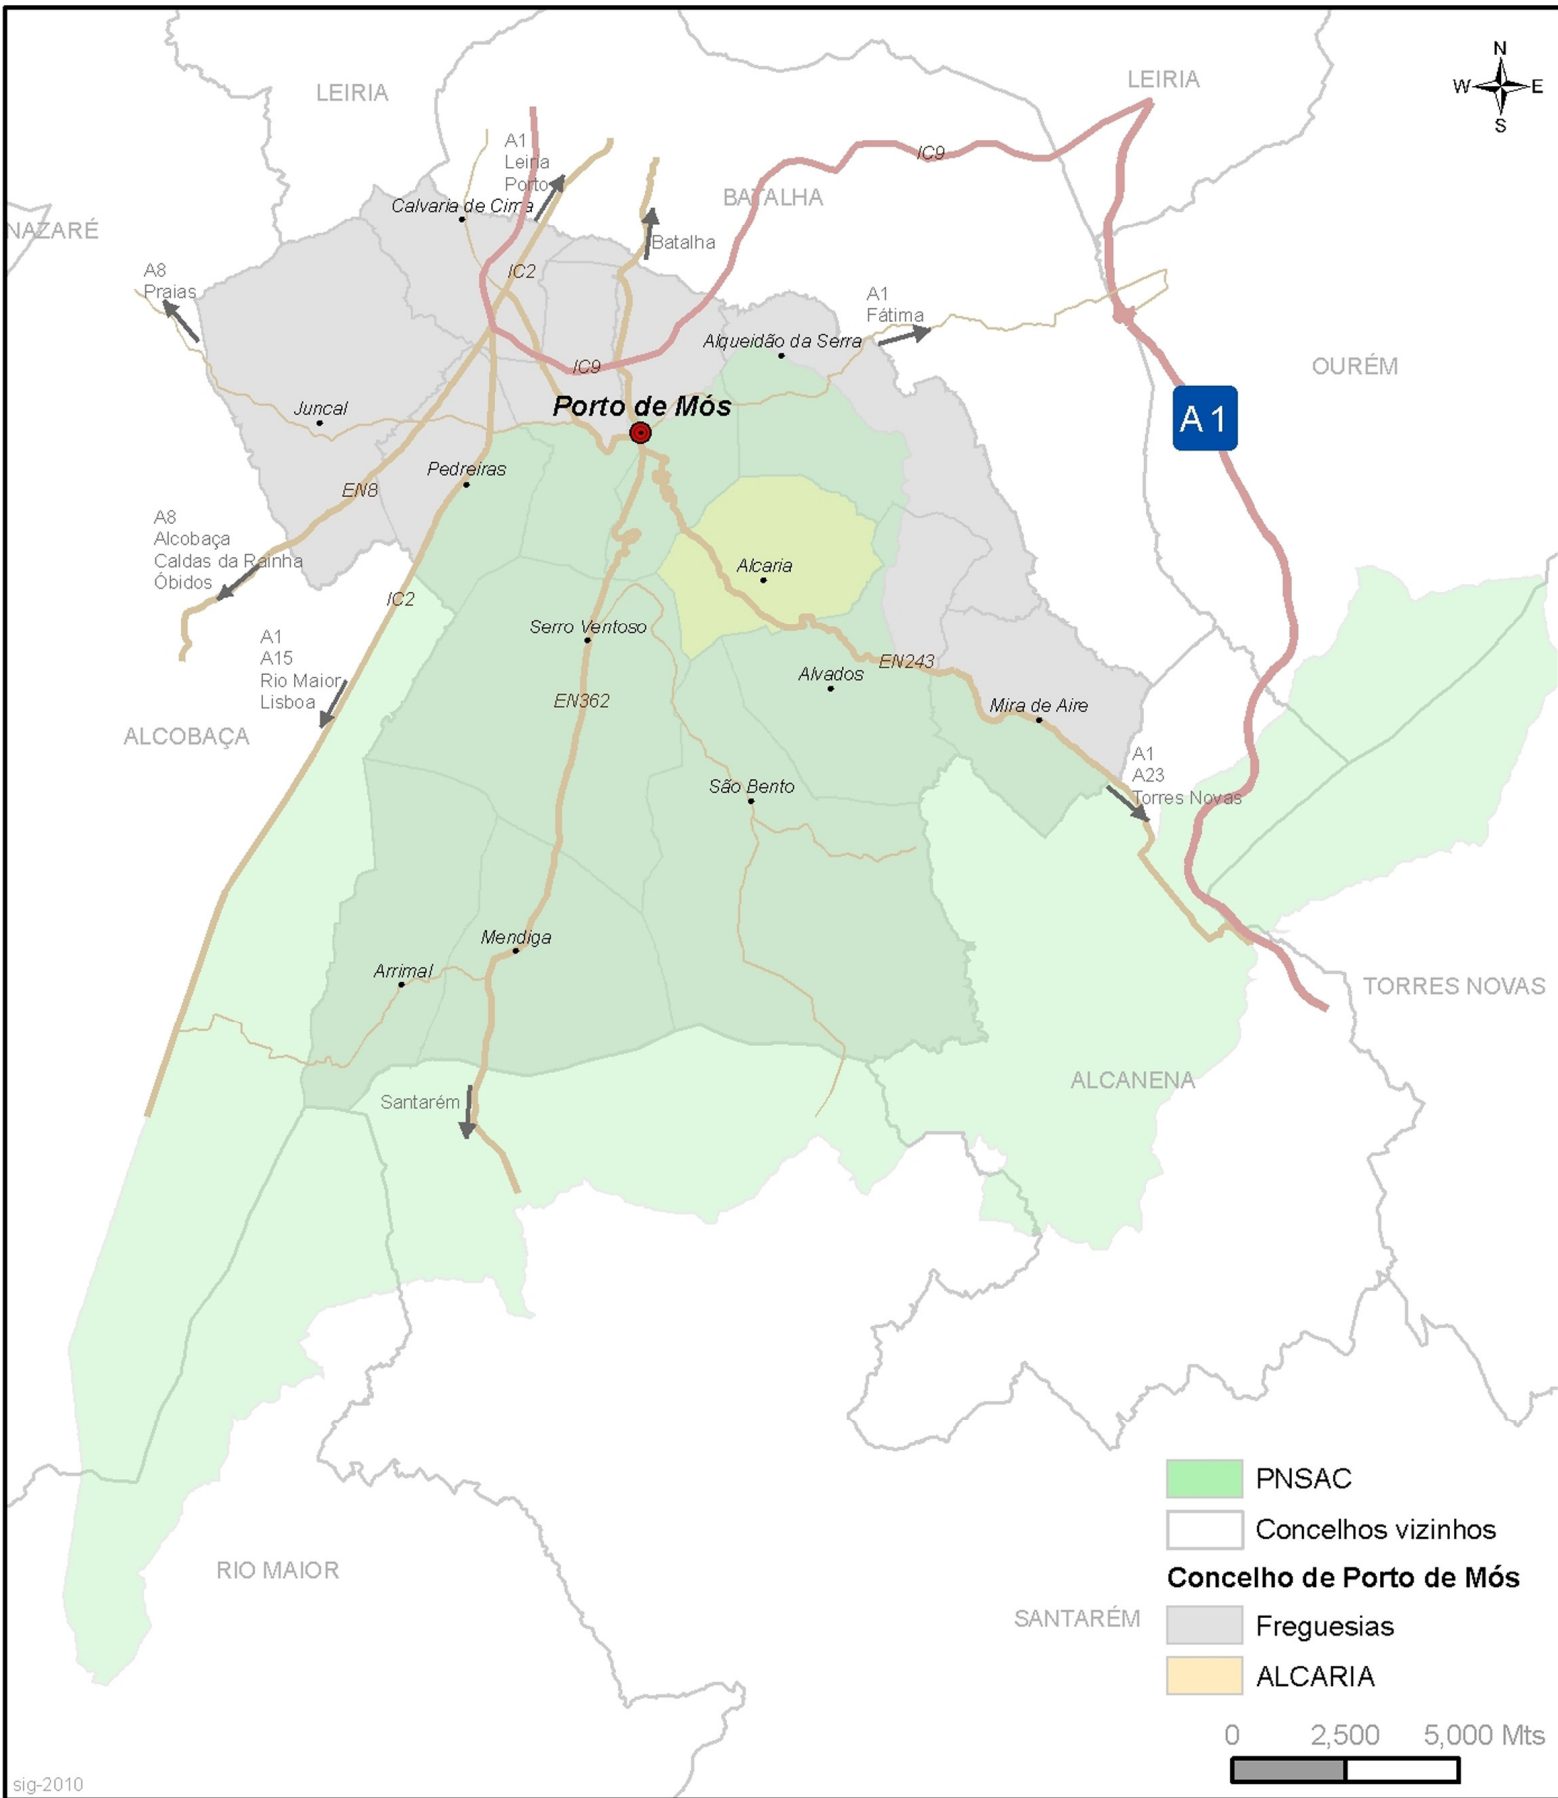 N
W E
S
LEIRIA
LEIRIA
A1
Leiria
Porto
IC9
BATALHA
Calvaria de Cima
NAZARÉ
Batalha
IC2
A8
Praias
A1
Fátima
Alqueidão da Serra
IC9
OURÉM
Juncal
Porto de Mós
A1
Pedreiras
EN8
A8
Alcobaça
Caldas da Rainha
Óbidos
Alcaria
IC2
Serro Ventoso
A1
A15
Rio Maior
Lisboa
EN243
Alvados
EN362
Mira de Aire
ALCOBAÇA
A1
A23
Torres Novas
São Bento
Mendiga
Arrimal
TORRES NOVAS
ALCANENA
Santarém
PNSAC
Concelhos vizinhos
RIO MAIOR
Concelho de Porto de Mós
SANTARÉM
Freguesias
ALCARIA
0 2,500 5,000 Mts
sig-2010